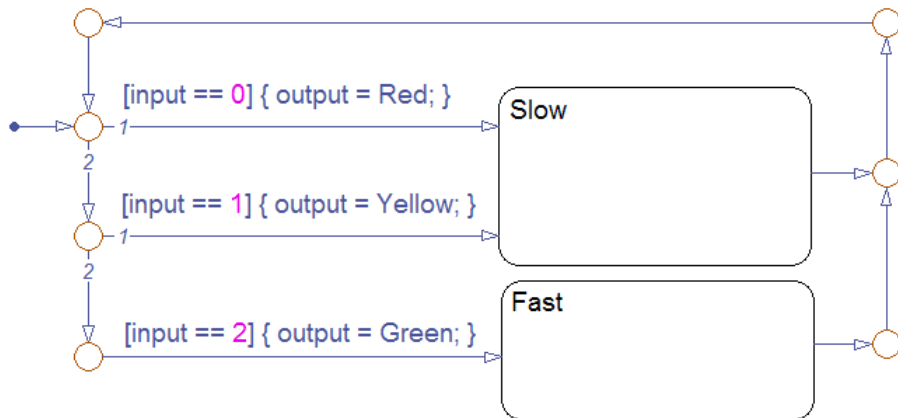 [input == 0] { output = Red; }
Slow
1
2
[input == 1] { output = Yellow; }
1
2
Fast
[input == 2] { output = Green; }